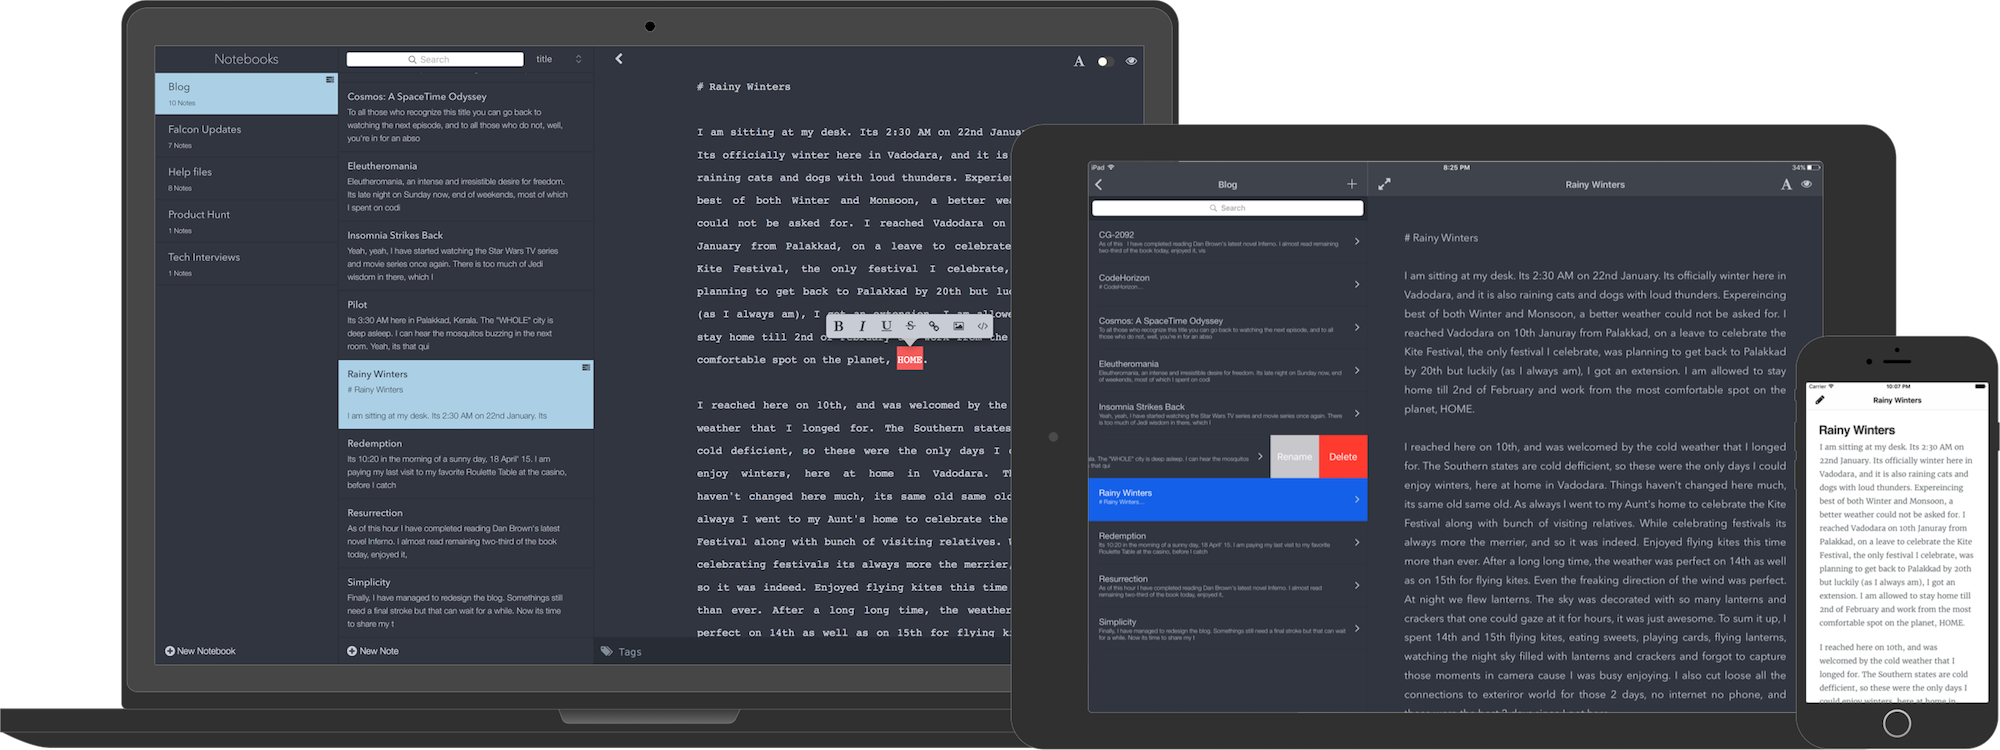 Notebooks
Blog
10 Notes
Falcon Updates
7 Notes
Help files
8 Notes
Product Hunt
1 Notes
Tech Interviews
1 Notes
New Notebook
Search
title
Cosmos: A SpaceTime Odyssey
To all those who recognize this title you can go back to
watching the next episode, and to all those who do not, well,
you're in for an abso
Eleutheromania
Eleutheromania, an intense and irresistible desire for freedom.
Its late night on Sunday now, end of weekends, most of which
I spent on codi
Insomnia Strikes Back
Yeah, yeah, I have started watching the Star Wars TV series
and movie series once again. There is too much of Jedi
wisdom in there, which I
Pilot
Its 3:30 AM here in Palakkad, Kerala. The "WHOLE" city is
deep asleep. I can hear the mosquitos buzzing in the next
room. Yeah, its that qui
Rainy Winters
# Rainy Winters
I am sitting at my desk. Its 2:30 AM on 22nd January. Its
Redemption
Its 10:20 in the morning of a sunny day, 18 April' 15. I am
paying my last visit to my favorite Roulette Table at the casino,
before I catch
Resurrection
As of this hour I have completed reading Dan Brown's latest
novel Inferno. I almost read remaining two-third of the book
today, enjoyed it,
Simplicity
Finally, I have managed to redesign the blog. Somethings still
need a final stroke but that can wait for a while. Now its time
to share my t
New Note
A
# Rainy Winters
I am sitting at my desk. Its 2:30 AM on 22nd Janua
Its officially winter here in Vadodara, and it is
raining cats and dogs with loud thunders. Experien
best of both Winter and Monsoon, a better wea
could not be asked for. I reached Vadodara on
January from Palakkad, on a leave to celebrate
Kite Festival, the only festival I celebrate,
planning to get back to Palakkad by 20th but luc
(as I always am), I got an extension. I am allowe
stay home till 2nd of February and work from the
comfortable spot on the planet, HOME.
B I U S
I reached here on 10th, and was welcomed by the
weather that I longed for. The Southern states
cold deficient, so these were the only days I c
enjoy winters, here at home in Vadodara. Th
haven't changed here much, its same old same old
always I went to my Aunt's home to celebrate the
Festival along with bunch of visiting relatives. W
celebrating festivals its always more the merrier,
so it was indeed. Enjoyed flying kites this time
than ever. After a long long time, the weather
perfect on 14th as well as on 15th for flying k
Tags
iPad
8:25 PM
34%
Blog
Search
CG-2092
As of this I have completed reading Dan Brown's latest novel Inferno. I almost read remaining
two-third of the book today, enjoyed it, vis
CodeHorizon
# CodeHorizon...
Cosmos: A SpaceTime Odyssey
To all those who recognize this title you can go back to watching the next episode, and to all
those who do not, well, you're in for an abso
Eleutheromania
Eleutheromania, an intense and irresistible desire for freedom. Its late night on Sunday now, end
of weekends, most of which I spent on codi
Insomnia Strikes Back
Yeah, yeah, I have started watching the Star Wars TV series and movie series once again. There
is too much of Jedi wisdom in there, which I
ala. The "WHOLE" city is deep asleep. I can hear the mosquitos
that qui
Rename
Delete
Rainy Winters
# Rainy Winters...
Redemption
Its 10:20 in the morning of a sunny day, 18 April' 15. I am paying my last visit to my favorite
Roulette Table at the casino, before I catch
Resurrection
As of this hour I have completed reading Dan Brown's latest novel Inferno. I almost read
remaining two-third of the book today, enjoyed it,
Simplicity
Finally, I have managed to redesign the blog. Somethings still need a final stroke but that can wait
for a while. Now its time to share my t
Rainy Winters
A
# Rainy Winters
I am sitting at my desk. Its 2:30 AM on 22nd January. Its officially winter here in
Vadodara, and it is also raining cats and dogs with loud thunders. Expereincing
best of both Winter and Monsoon, a better weather could not be asked for. I
reached Vadodara on 10th Januray from Palakkad, on a leave to celebrate the
Kite Festival, the only festival I celebrate, was planning to get back to Palakkad
by 20th but luckily (as I always am), I got an extension. I am allowed to stay
home till 2nd of February and work from the most comfortable spot on the
planet, HOME.
I reached here on 10th, and was welcomed by the cold weather that I longed
for. The Southern states are cold defficient, so these were the only days I could
enjoy winters, here at home in Vadodara. Things haven't changed here much,
its same old same old. As always I went to my Aunt's home to celebrate the Kite
Festival along with bunch of visiting relatives. While celebrating festivals its
always more the merrier, and so it was indeed. Enjoyed flying kites this time
more than ever. After a long long time, the weather was perfect on 14th as well
as on 15th for flying kites. Even the freaking direction of the wind was perfect.
At night we flew lanterns. The sky was decorated with so many lanterns and
crackers that one could gaze at it for hours, it was just awesome. To sum it up, I
spent 14th and 15th flying kites, eating sweets, playing cards, flying lanterns,
watching the night sky filled with lanterns and crackers and forgot to capture
those moments in camera cause I was busy enjoying. I also cut loose all the
connections to exteriror world for those 2 days, no internet no phone, and
Carrier
10:07 PM
Rainy Winters
Rainy Winters
I am sitting at my desk. Its 2:30 AM on
22nd January. Its officially winter here in
Vadodara, and it is also raining cats and
dogs with loud thunders. Expereincing
best of both Winter and Monsoon, a
better weather could not be asked for. I
reached Vadodara on 10th Januray from
Palakkad, on a leave to celebrate the Kite
Festival, the only festival I celebrate, was
planning to get back to Palakkad by 20th
but luckily (as I always am), I got an
extension. I am allowed to stay home till
2nd of February and work from the most
comfortable spot on the planet, HOME.
I reached here on 10th, and was
welcomed by the cold weather that I
longed for. The Southern states are cold
defficient, so these were the only days I
could enjoy winters, here at home in